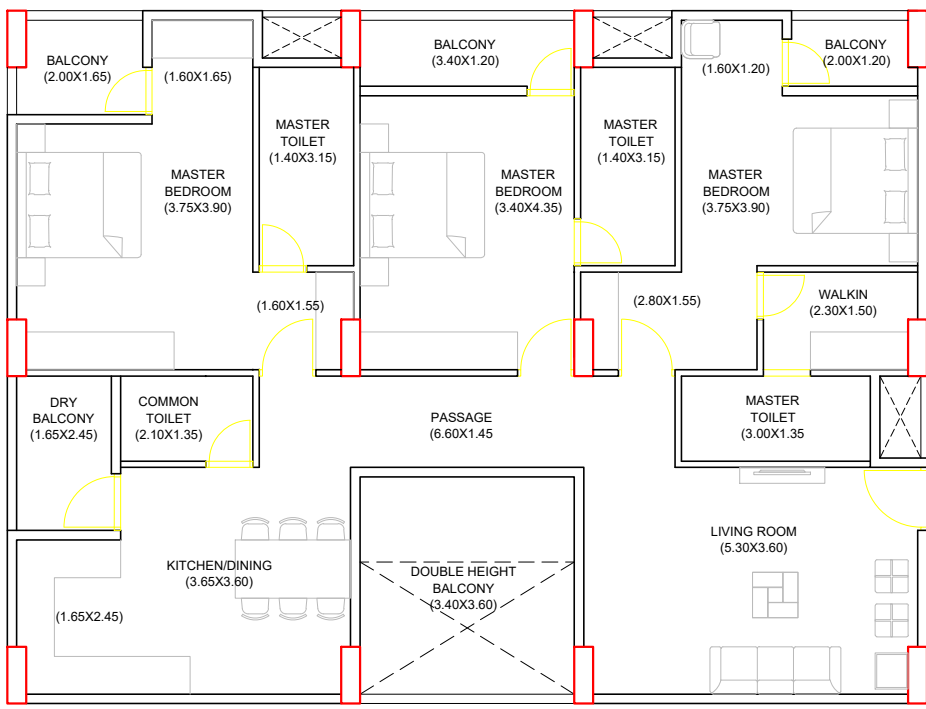 BALCONY
(2.00X1.65)
(1.60X1.65)
BALCONY
(3.40X1.20)
(1.60X1.20)
BALCONY
(2.00X1.20)
MASTER
TOILET
(1.40X3.15)
MASTER
TOILET
(1.40X3.15)
MASTER
BEDROOM
(3.75X3.90)
MASTER
BEDROOM
(3.40X4.35)
MASTER
BEDROOM
(3.75X3.90)
(1.60X1.55)
(2.80X1.55)
WALKIN
(2.30X1.50)
DRY
BALCONY
(1.65X2.45)
COMMON
TOILET
(2.10X1.35)
PASSAGE
(6.60X1.45
MASTER
TOILET
(3.00X1.35
LIVING ROOM
(5.30X3.60)
KITCHEN/DINING
(3.65X3.60)
DOUBLE HEIGHT
BALCONY
(3.40X3.60)
(1.65X2.45)